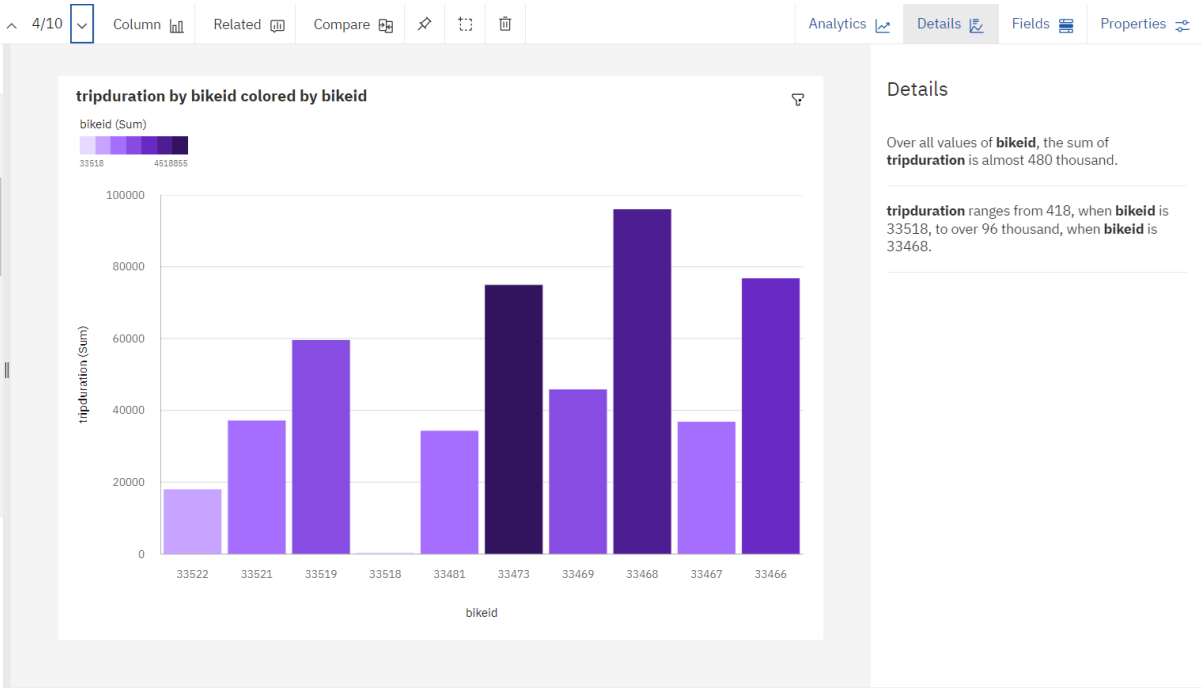 4/10 Column Related Compare Analytics Details Fields Properties
tripduration by bikeid colored by bikeid
bikeid (Sum)
33518 4518855
100000
80000
60000
40000
20000
0
tripduration (Sum)
33522 33521 33519 33518 33481 33473 33469 33468 33467 33466
bikeid
Details
Over all values of bikeid, the sum of
tripduration is almost 480 thousand.
tripduration ranges from 418, when bikeid is
33518, to over 96 thousand, when bikeid is
33468.